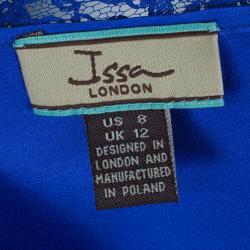 Issa
LONDON
US 8
UK 12
DESIGNED IN
LONDON AND
MANUFACTURED
IN POLAND